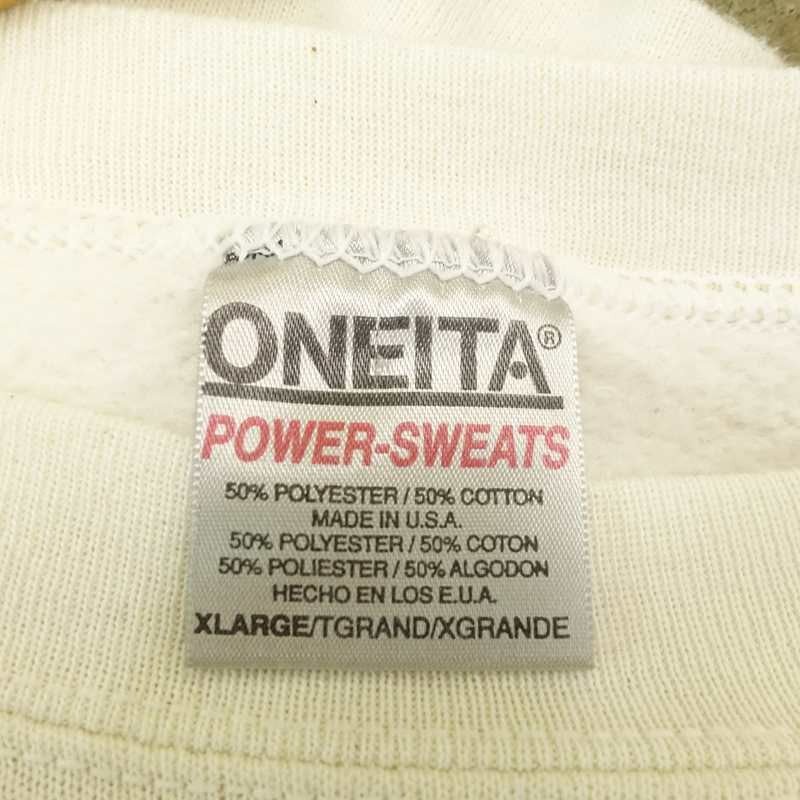 ONEITA®
POWER-SWEATS
50% POLYESTER / 50% COTTON
MADE IN U.S.A.
50% POLYESTER / 50% COTON
50% POLIESTER / 50% ALGODON
HECHO EN LOS E.U.A.
XLARGE/TGRAND/XGRANDE